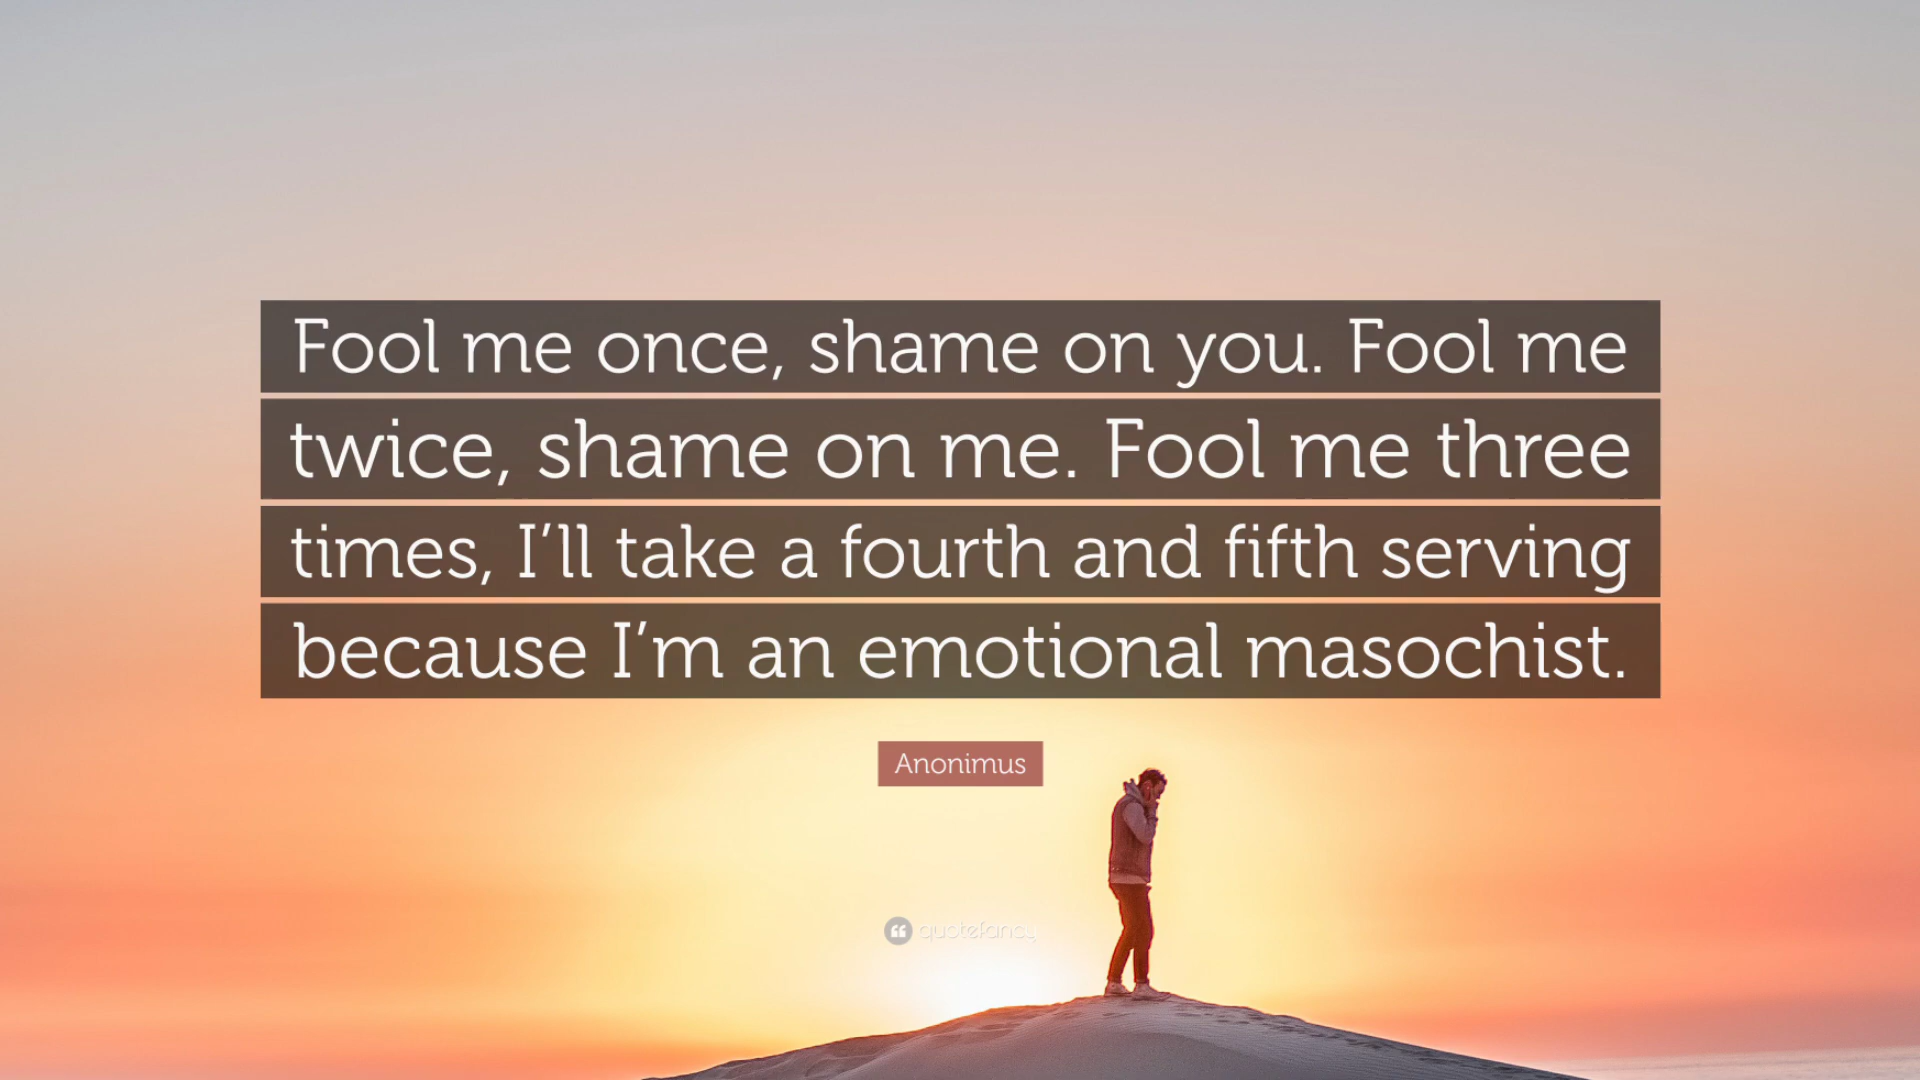 Fool me once, shame on you. Fool me
twice, shame on me. Fool me three
times, I’ll take a fourth and fifth serving
because I’m an emotional masochist.
Anonimus
quotefancy